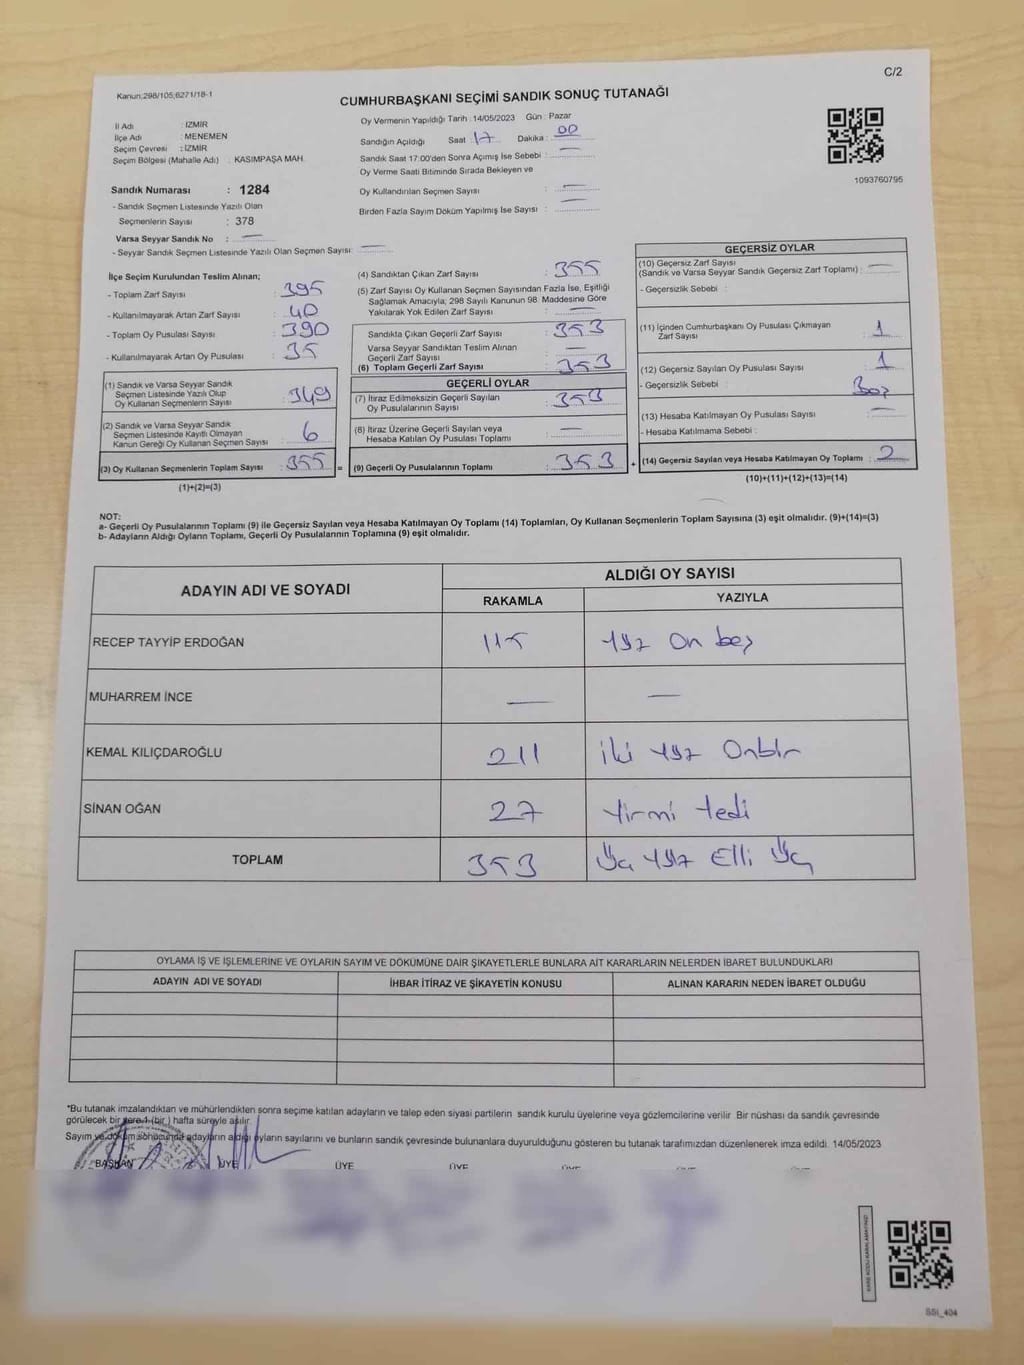 C/2
Kanun;298/105,6271/18-1
CUMHURBAŞKANI SEÇİMİ SANDIK SONUÇ TUTANAĞI
İl Adı : İZMİR
İlçe Adı : MENEMEN
Seçim Çevresi : İZMİR
Seçim Bölgesi (Mahalle Adı) : KASIMPAŞA MAH.
Sandık Numarası : 1284
- Sandık Seçmen Listesinde Yazılı Olan
Seçmenlerin Sayısı : 378
Varsa Seyyar Sandık No : —
- Seyyar Sandık Seçmen Listesinde Yazılı Olan Seçmen Sayısı: —
Oy Vermenin Yapıldığı Tarih : 14/05/2023 Gün : Pazar
Sandığın Açıldığı Saat 17 Dakika : 00
Sandık Saat 17:00'den Sonra Açımış İse Sebebi : —
Oy Verme Saati Bitiminde Sırada Bekleyen ve
Oy Kullandırılan Seçmen Sayısı : —
Birden Fazla Sayım Döküm Yapılmış İse Sayısı : —
1093760795
İlçe Seçim Kurulundan Teslim Alınan;
- Toplam Zarf Sayısı : 395
- Kullanılmayarak Artan Zarf Sayısı : 40
- Toplam Oy Pusulası Sayısı : 390
- Kullanılmayarak Artan Oy Pusulası : 35
(1) Sandık ve Varsa Seyyar Sandık
Seçmen Listesinde Yazılı Olup
Oy Kullanan Seçmenlerin Sayısı : 349
(2) Sandık ve Varsa Seyyar Sandık
Seçmen Listesinde Kayıtlı Olmayan
Kanun Gereği Oy Kullanan Seçmen Sayısı : 6
(3) Oy Kullanan Seçmenlerin Toplam Sayısı : 355 =
(1)+(2)=(3)
(4) Sandıktan Çıkan Zarf Sayısı : 355
(5) Zarf Sayısı Oy Kullanan Seçmen Sayısından Fazla İse, Eşitliği
Sağlamak Amacıyla, 298 Sayılı Kanunun 98. Maddesine Göre
Yakılarak Yok Edilen Zarf Sayısı : —
Sandıkta Çıkan Geçerli Zarf Sayısı : 353
Varsa Seyyar Sandıktan Teslim Alınan
Geçerli Zarf Sayısı : —
(6) Toplam Geçerli Zarf Sayısı : 353
GEÇERLİ OYLAR
(7) İtiraz Edilmeksizin Geçerli Sayılan
Oy Pusulalarının Sayısı : 353
(8) İtiraz Üzerine Geçerli Sayılan veya
Hesaba Katılan Oy Pusulası Toplamı : —
(9) Geçerli Oy Pusulalarının Toplamı : 353 +
GEÇERSİZ OYLAR
(10) Geçersiz Zarf Sayısı
(Sandık ve Varsa Seyyar Sandık Geçersiz Zarf Toplamı) : —
- Geçersizlik Sebebi :
(11) İçinden Cumhurbaşkanı Oy Pusulası Çıkmayan
Zarf Sayısı : 1
(12) Geçersiz Sayılan Oy Pusulası Sayısı : 1
- Geçersizlik Sebebi : Boş
(13) Hesaba Katılmayan Oy Pusulası Sayısı : —
- Hesaba Katılmama Sebebi :
(14) Geçersiz Sayılan veya Hesaba Katılmayan Oy Toplamı : 2
(10)+(11)+(12)+(13)=(14)
NOT:
a- Geçerli Oy Pusulalarının Toplamı (9) ile Geçersiz Sayılan veya Hesaba Katılmayan Oy Toplamı (14) Toplamları, Oy Kullanan Seçmenlerin Toplam Sayısına (3) eşit olmalıdır. (9)+(14)=(3)
b- Adayların Aldığı Oyların Toplamı, Geçerli Oy Pusulalarının Toplamına (9) eşit olmalıdır.
ADAYIN ADI VE SOYADI ALDIĞI OY SAYISI
RAKAMLA YAZIYLA
RECEP TAYYİP ERDOĞAN 115 Yüz On beş
MUHARREM İNCE — —
KEMAL KILIÇDAROĞLU 211 İki Yüz Onbir
SİNAN OĞAN 27 Yirmi Yedi
TOPLAM 353 Üç Yüz Elli Üç
OYLAMA İŞ VE İŞLEMLERİNE VE OYLARIN SAYIM VE DÖKÜMÜNE DAİR ŞİKAYETLERLE BUNLARA AİT KARARLARIN NELERDEN İBARET BULUNDUKLARI
ADAYIN ADI VE SOYADI İHBAR İTİRAZ VE ŞİKAYETİN KONUSU ALINAN KARARIN NEDEN İBARET OLDUĞU
*Bu tutanak imzalandıktan ve mühürlendikten sonra seçime katılan adayların ve talep eden siyasi partilerin sandık kurulu üyelerine veya gözlemcilerine verilir Bir nüshası da sandık çevresinde
görülecek bir yere 1 (bir ) hafta süreyle asılır.
Sayım ve döküm sonucunda adayların aldığı oyların sayılarını ve bunların sandık çevresinde bulunanlara duyurulduğunu gösteren bu tutanak tarafımızdan düzenlenerek imza edildi. 14/05/2023
BAŞKAN ÜYE ÜYE ÜYE ÜYE ÜYE ÜYE
SSI_404